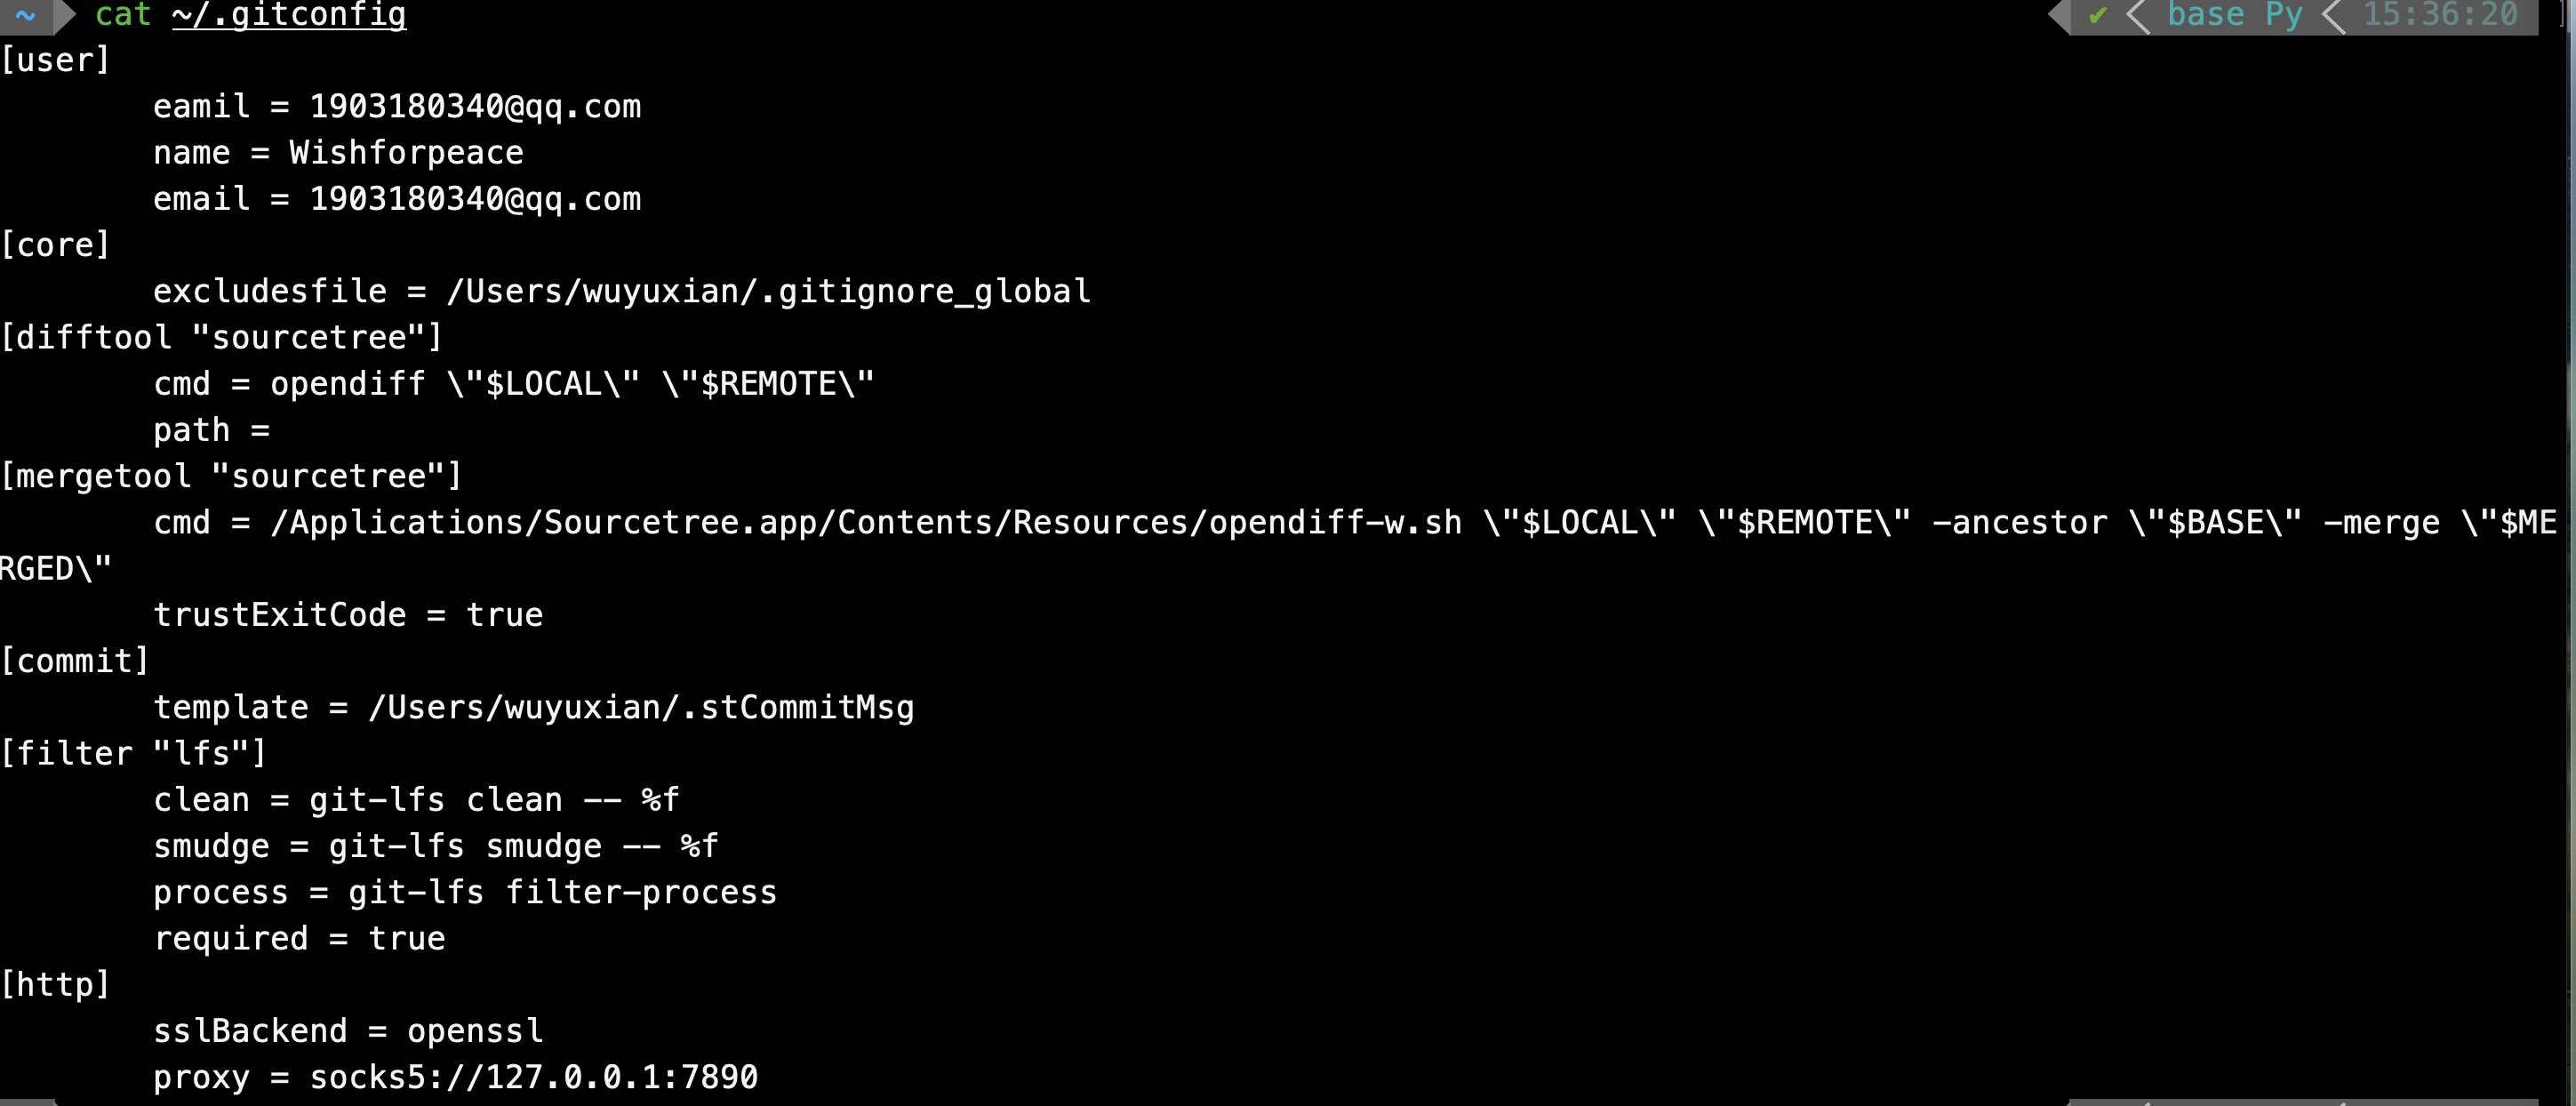 ~ cat ~/.gitconfig ✔ base Py 15:36:20
[user]
eamil = 1903180340@qq.com
name = Wishforpeace
email = 1903180340@qq.com
[core]
excludesfile = /Users/wuyuxian/.gitignore_global
[difftool "sourcetree"]
cmd = opendiff \"$LOCAL\" \"$REMOTE\"
path =
[mergetool "sourcetree"]
cmd = /Applications/Sourcetree.app/Contents/Resources/opendiff-w.sh \"$LOCAL\" \"$REMOTE\" -ancestor \"$BASE\" -merge \"$ME
RGED\"
trustExitCode = true
[commit]
template = /Users/wuyuxian/.stCommitMsg
[filter "lfs"]
clean = git-lfs clean -- %f
smudge = git-lfs smudge -- %f
process = git-lfs filter-process
required = true
[http]
sslBackend = openssl
proxy = socks5://127.0.0.1:7890